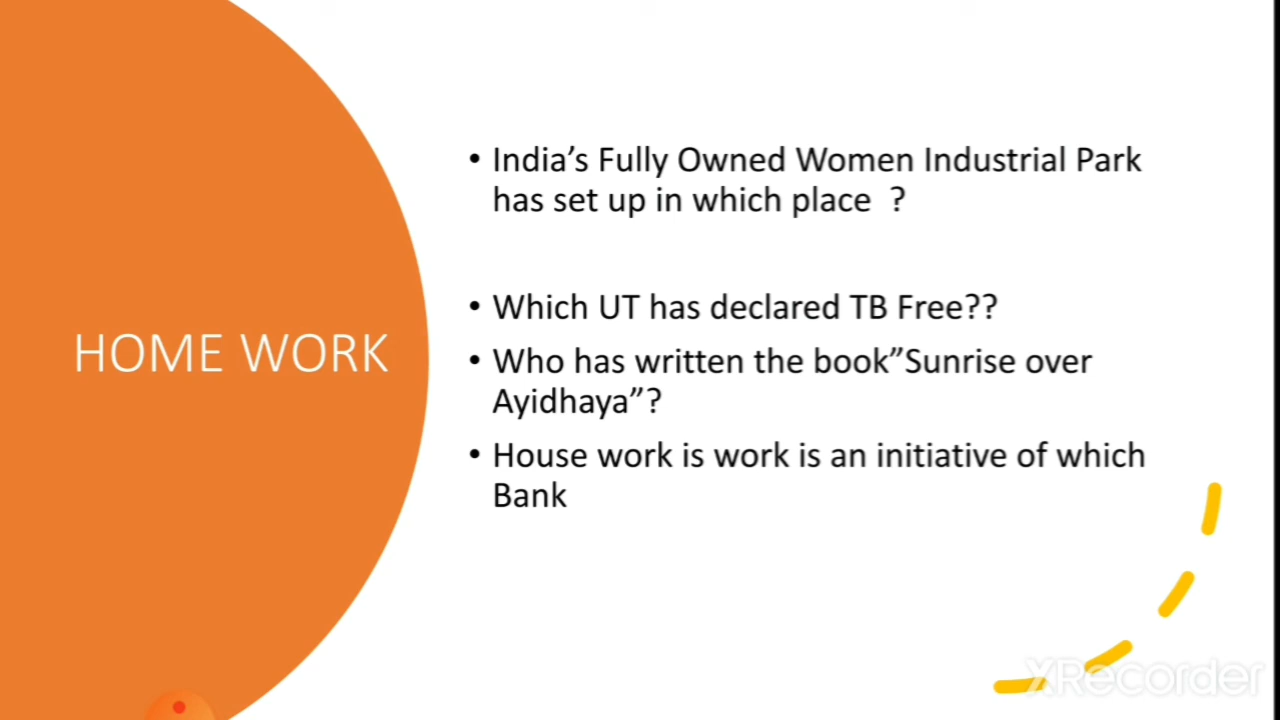 HOME WORK
• India’s Fully Owned Women Industrial Park
has set up in which place ?
• Which UT has declared TB Free??
• Who has written the book”Sunrise over
Ayidhaya”?
• House work is work is an initiative of which
Bank
XRecorder